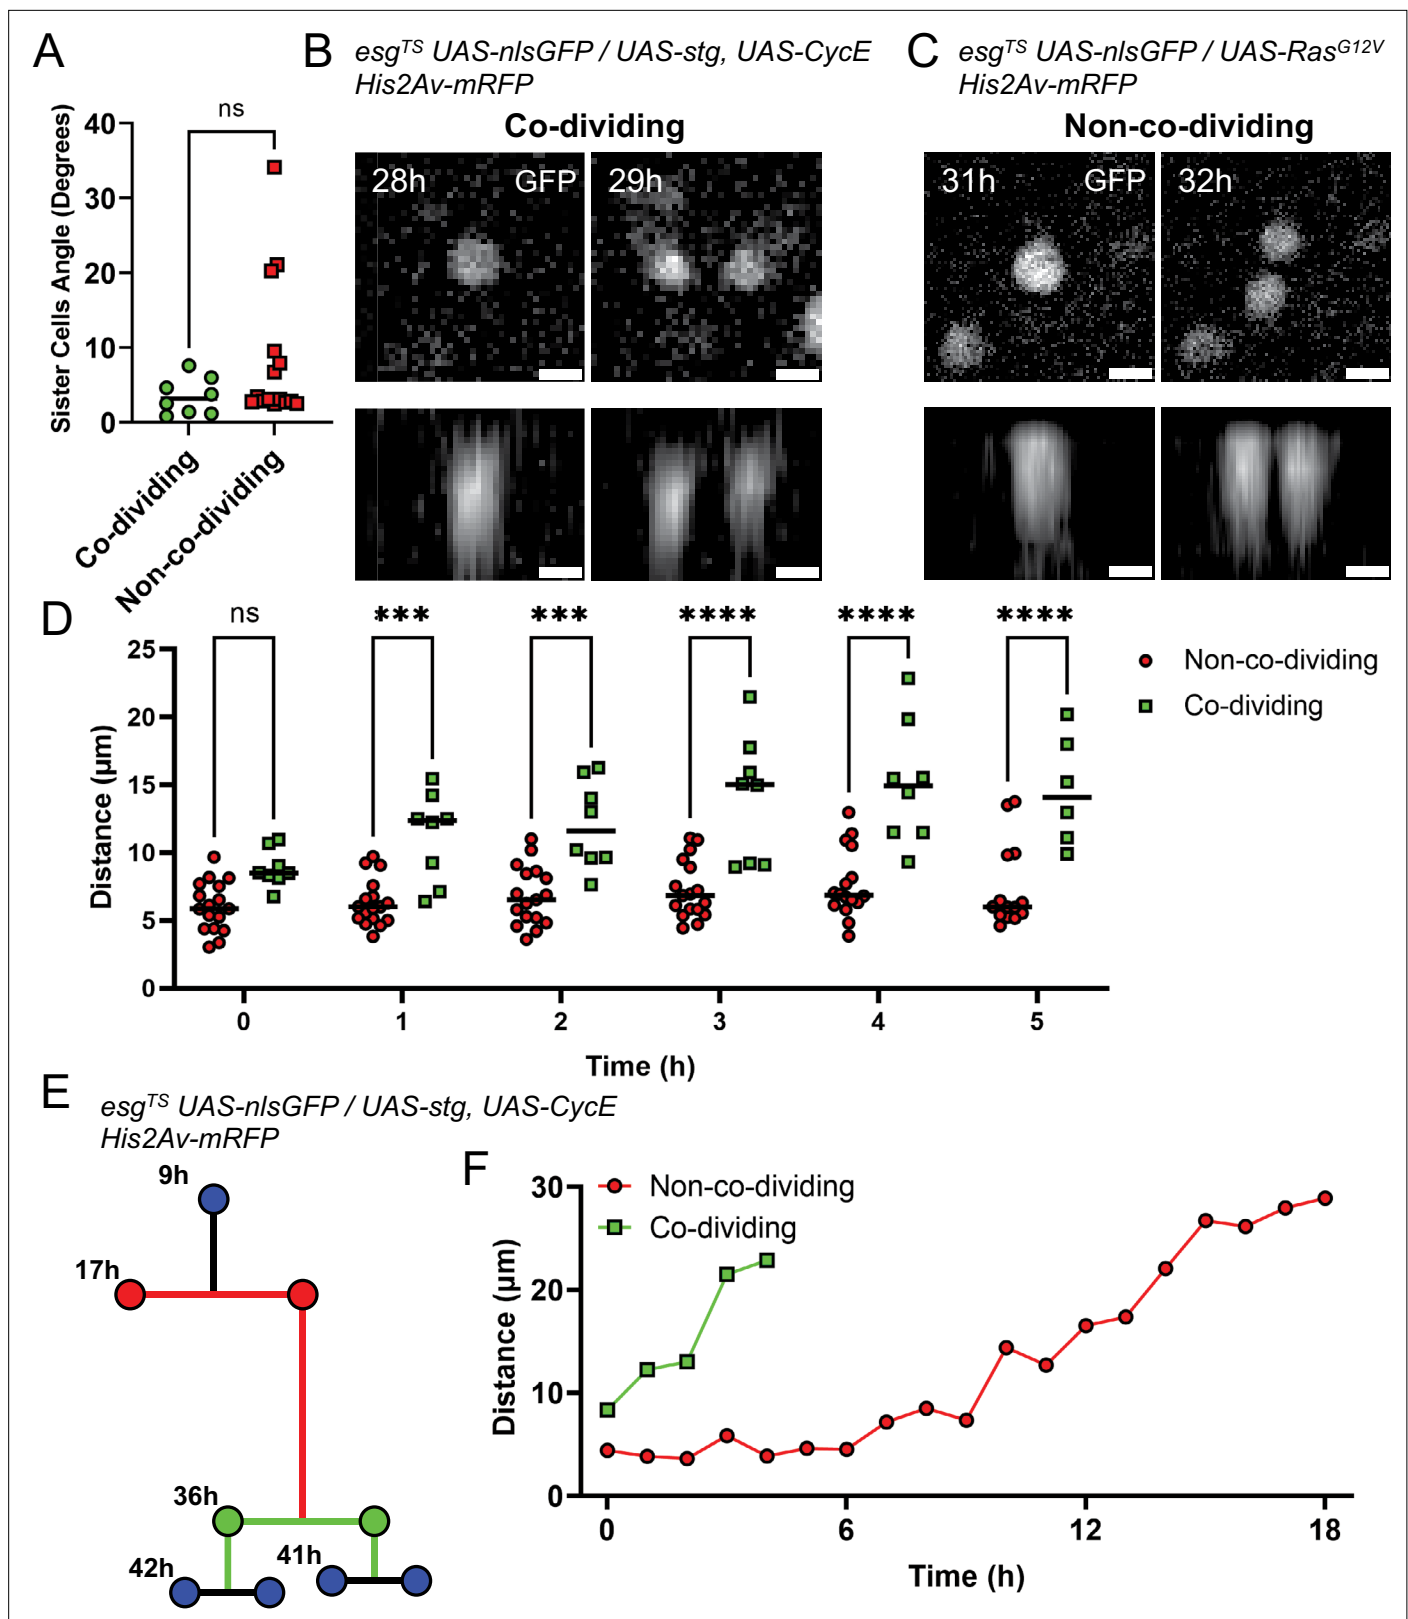 A
ns
Sister Cells Angle (Degrees)
40
30
20
10
0
Co-dividing
Non-co-dividing
B
esgTS UAS-nlsGFP / UAS-stg, UAS-CycE
His2Av-mRFP
Co-dividing
28h GFP
29h
C
esgTS UAS-nlsGFP / UAS-RasG12V
His2Av-mRFP
Non-co-dividing
31h GFP
32h
D
ns *** *** **** **** ****
Distance (µm)
25
20
15
10
5
0
0 1 2 3 4 5
Time (h)
Non-co-dividing
Co-dividing
E
esgTS UAS-nlsGFP / UAS-stg, UAS-CycE
His2Av-mRFP
9h
17h
36h
42h
41h
F
Non-co-dividing
Co-dividing
Distance (µm)
30
20
10
0
0 6 12 18
Time (h)